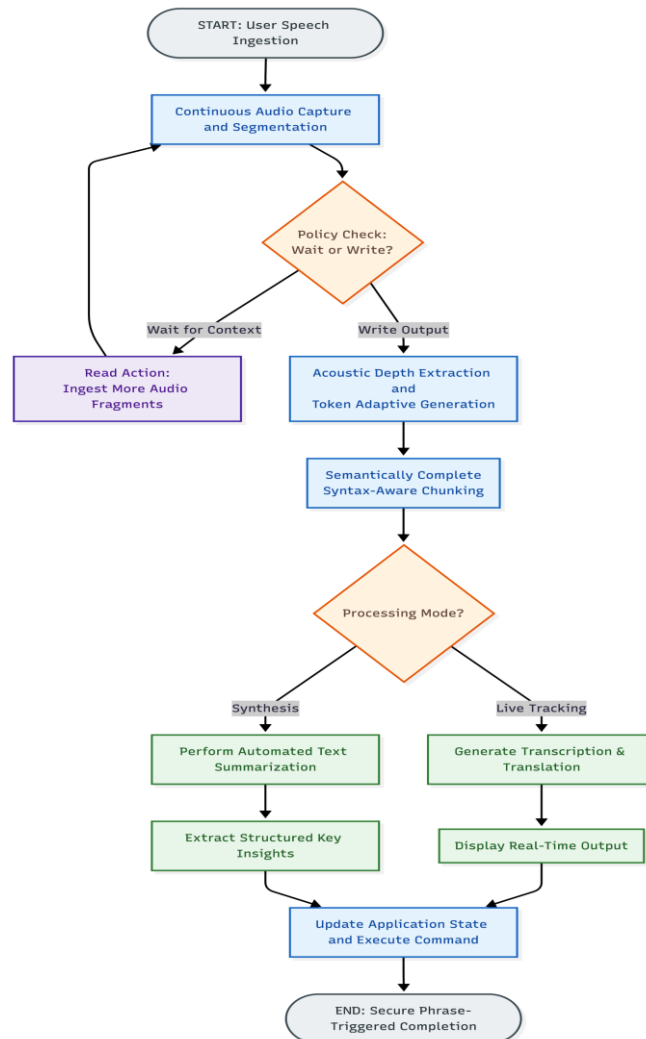 START: User Speech
Ingestion
Continuous Audio Capture
and Segmentation
Policy Check:
Wait or Write?
Wait for Context
Write Output
Read Action:
Ingest More Audio
Fragments
Acoustic Depth Extraction
and
Token Adaptive Generation
Semantically Complete
Syntax-Aware Chunking
Processing Mode?
Synthesis
Live Tracking
Perform Automated Text
Summarization
Generate Transcription &
Translation
Extract Structured Key
Insights
Display Real-Time Output
Update Application State
and Execute Command
END: Secure Phrase-
Triggered Completion